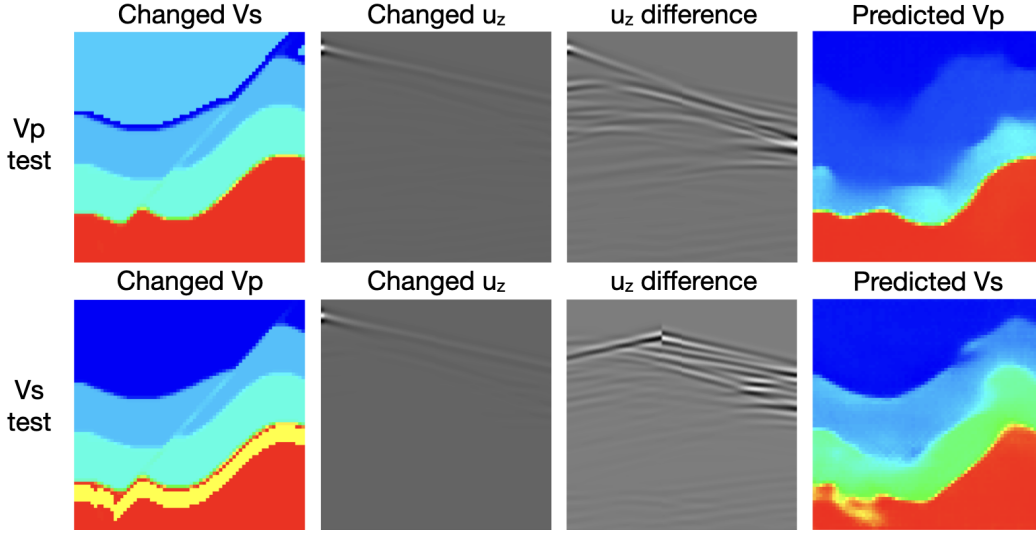 Changed Vs Changed uz uz difference Predicted Vp
Vp
test
Changed Vp Changed uz uz difference Predicted Vs
Vs
test